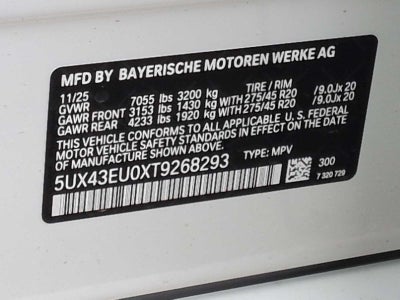 MFD BY BAYERISCHE MOTOREN WERKE AG
11/25 TIRE / RIM
GVWR 7055 lbs 3200 kg
GAWR FRONT 3153 lbs 1430 kg WITH 275/45 R20 /9.0Jx 20
GAWR REAR 4233 lbs 1920 kg WITH 275/45 R20 /9.0Jx 20
THIS VEHICLE CONFORMS TO ALL APPLICABLE U.S. FEDERAL
MOTOR VEHICLE SAFETY STANDARDS IN EFFECT ON THE
DATE OF MANUFACTURE SHOWN ABOVE.
5UX43EU0XT9268293 TYPE: MPV
300
7 320 729